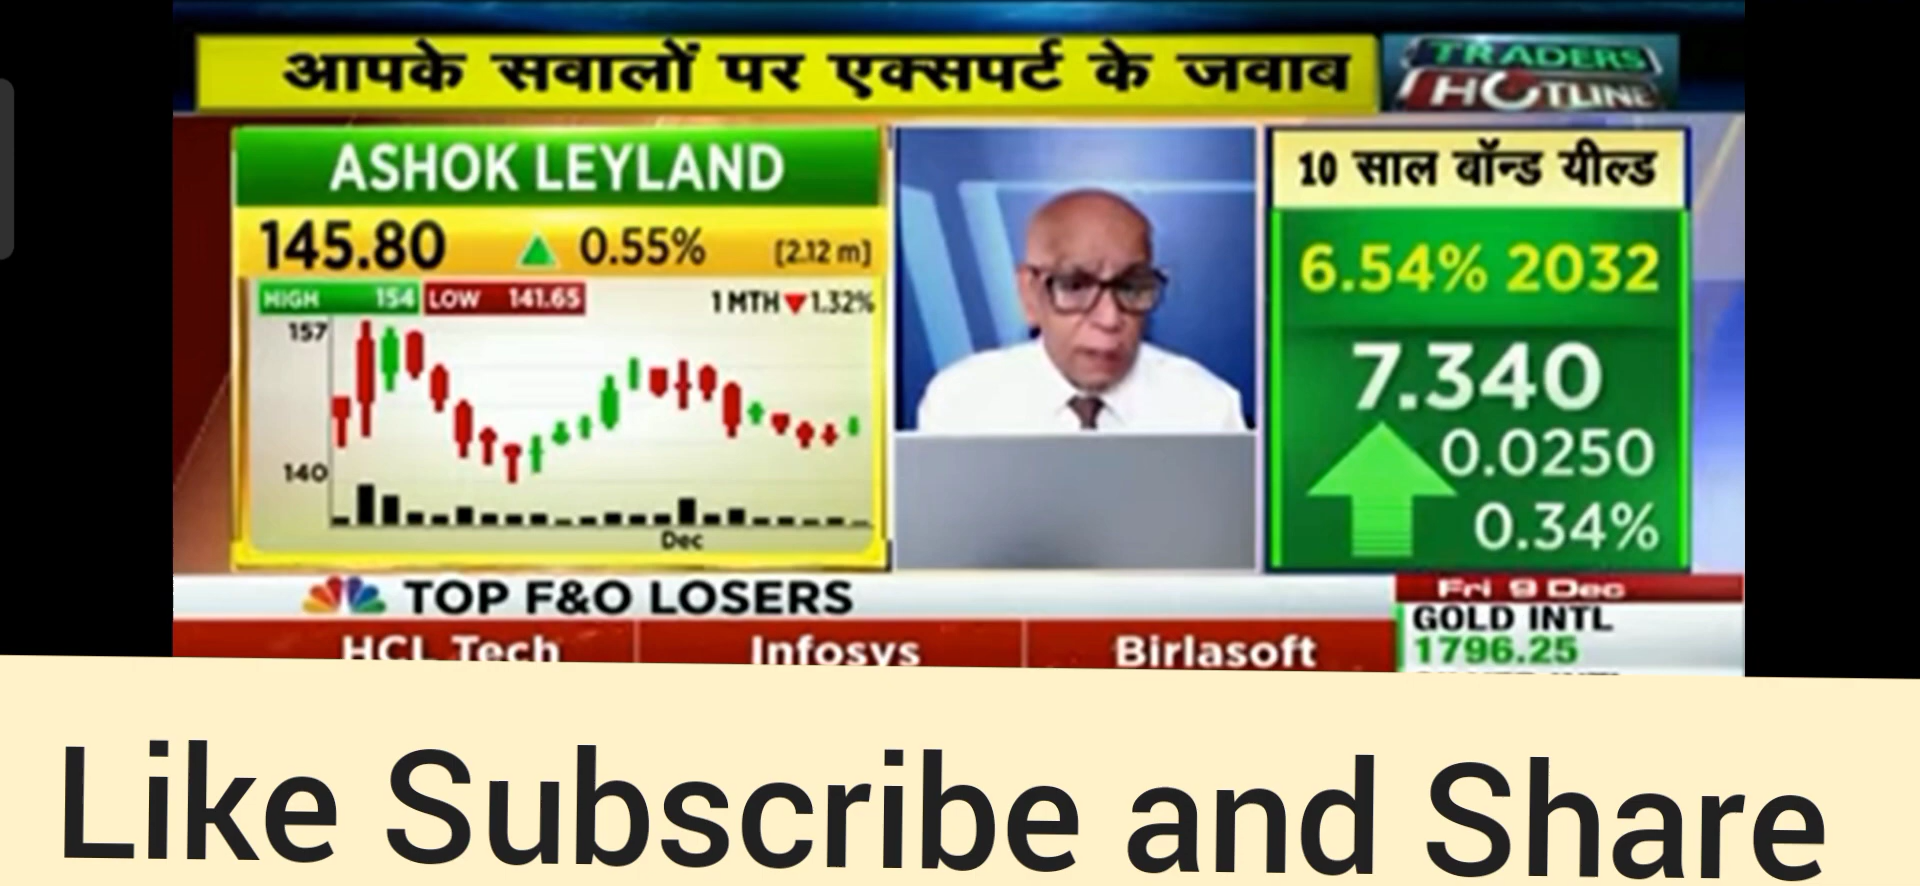 आपके सवालों पर एक्सपर्ट के जवाब
TRADERS
HOTLINE
ASHOK LEYLAND
145.80 ▲ 0.55% [2.12 m]
HIGH 154 LOW 141.65 1 MTH ▼ 1.32%
157
140
Dec
10 साल बॉन्ड यील्ड
6.54% 2032
7.340
0.0250
0.34%
TOP F&O LOSERS
HCL Tech Infosys Birlasoft
Fri 9 Dec
GOLD INTL
1796.25
Like Subscribe and Share